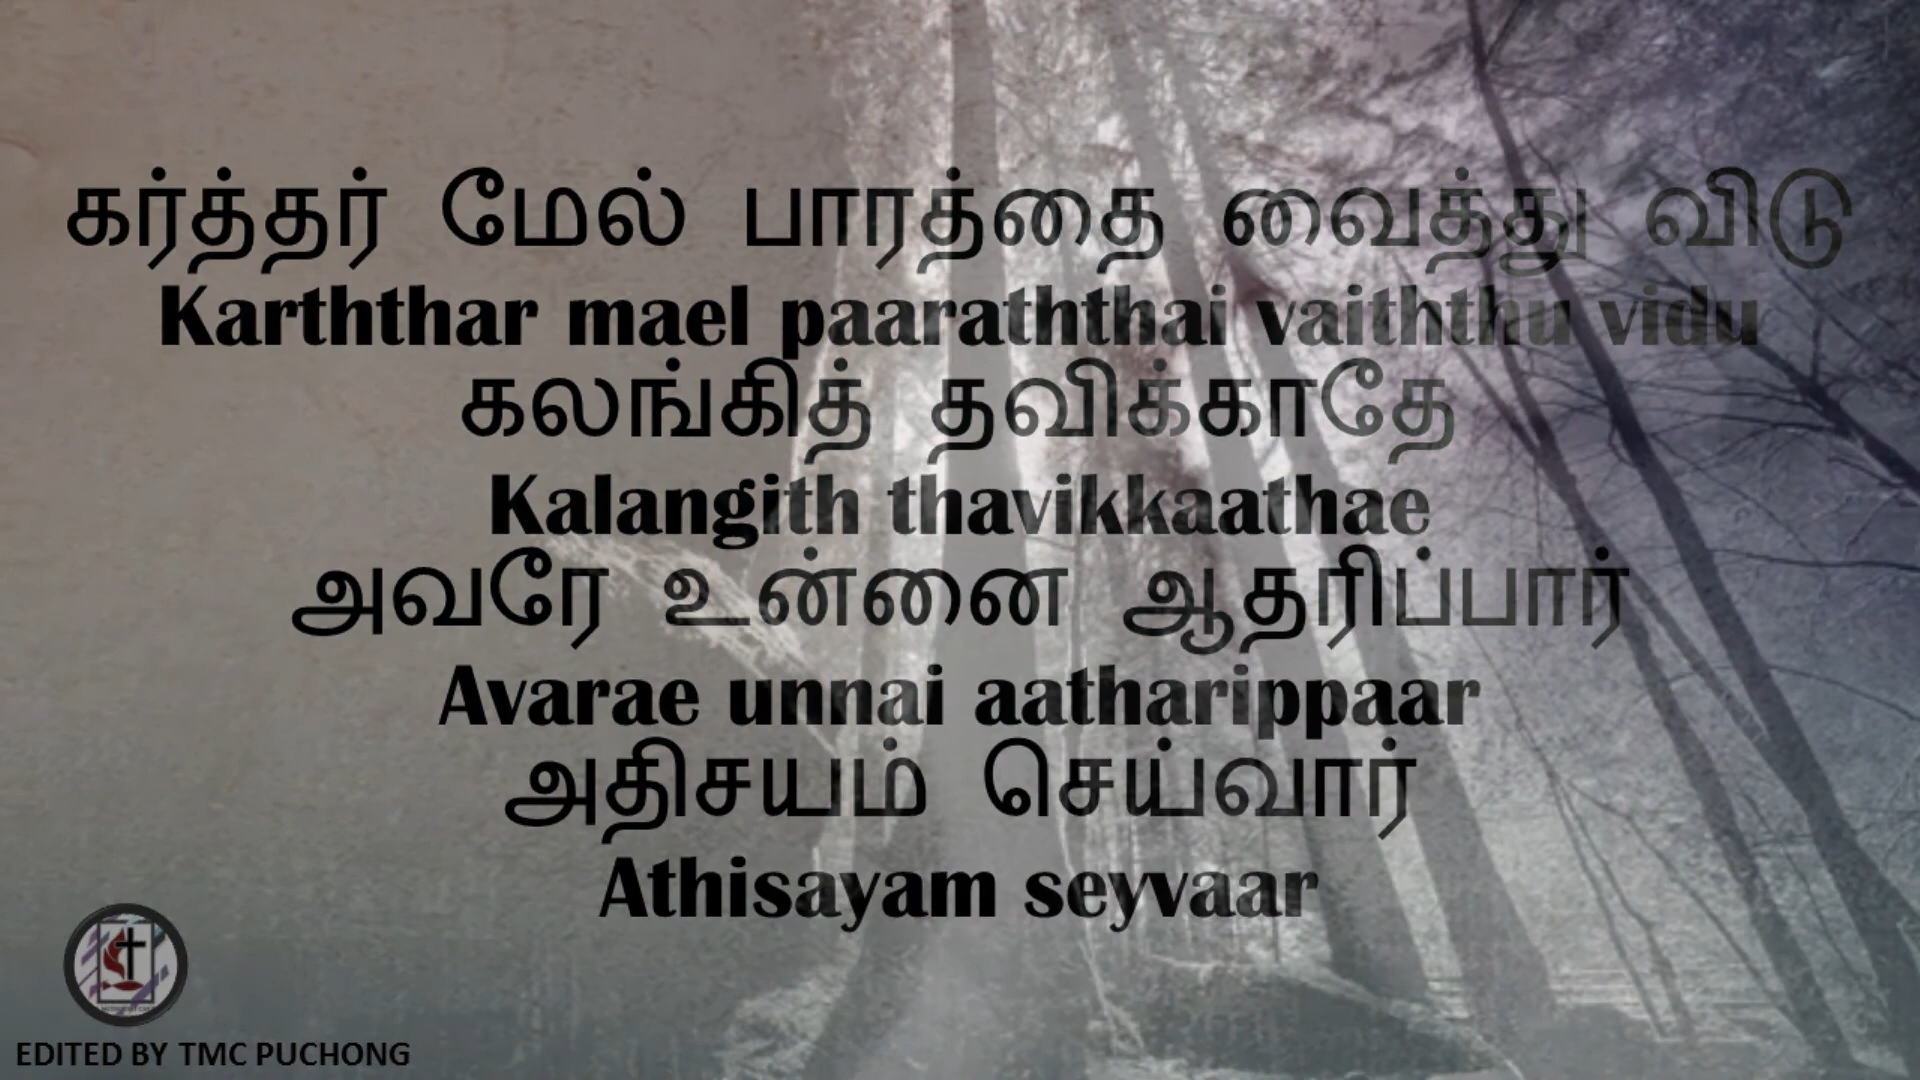 கர்த்தர் மேல் பாரத்தை வைத்து விடு
Karththar mael paaraththai vaiththu vidu
கலங்கித் தவிக்காதே
Kalangith thavikkaathae
அவரே உன்னை ஆதரிப்பார்
Avarae unnai aatharippaar
அதிசயம் செய்வார்
Athisayam seyvaar
EDITED BY TMC PUCHONG